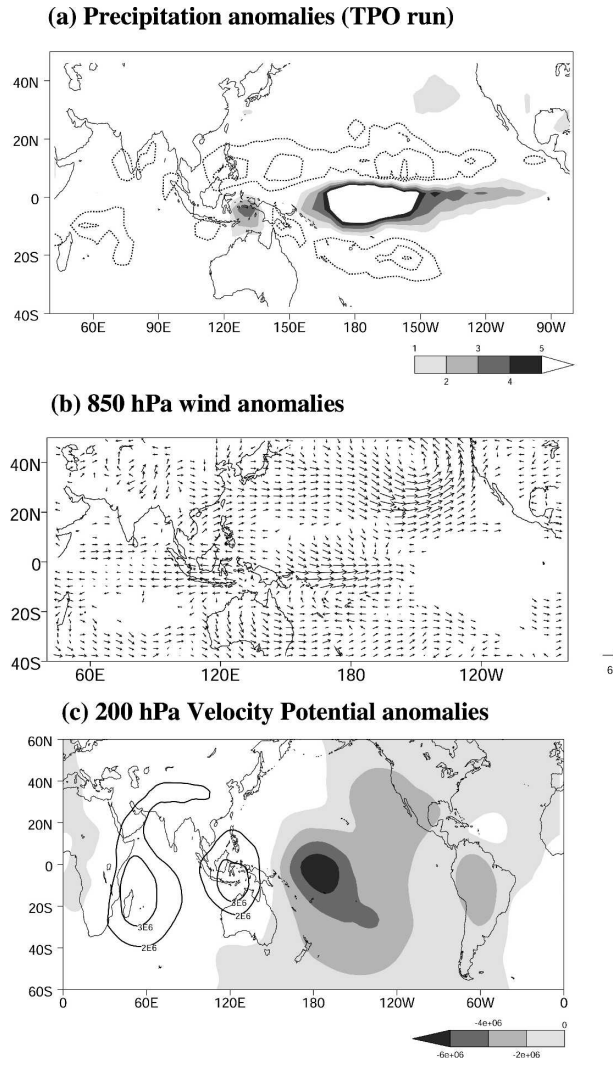 (a) Precipitation anomalies (TPO run)
40N
20N
0
20S
40S
60E 90E 120E 150E 180 150W 120W 90W
1 3 5
2 4
(b) 850 hPa wind anomalies
40N
20N
0
20S
40S
60E 120E 180 120W
6
(c) 200 hPa Velocity Potential anomalies
60N
40N
20N
0
20S
40S
60S
3E6
2E6
3E6
2E6
0 60E 120E 180 120W 60W 0
-4e+06 0
-6e+06 -2e+06